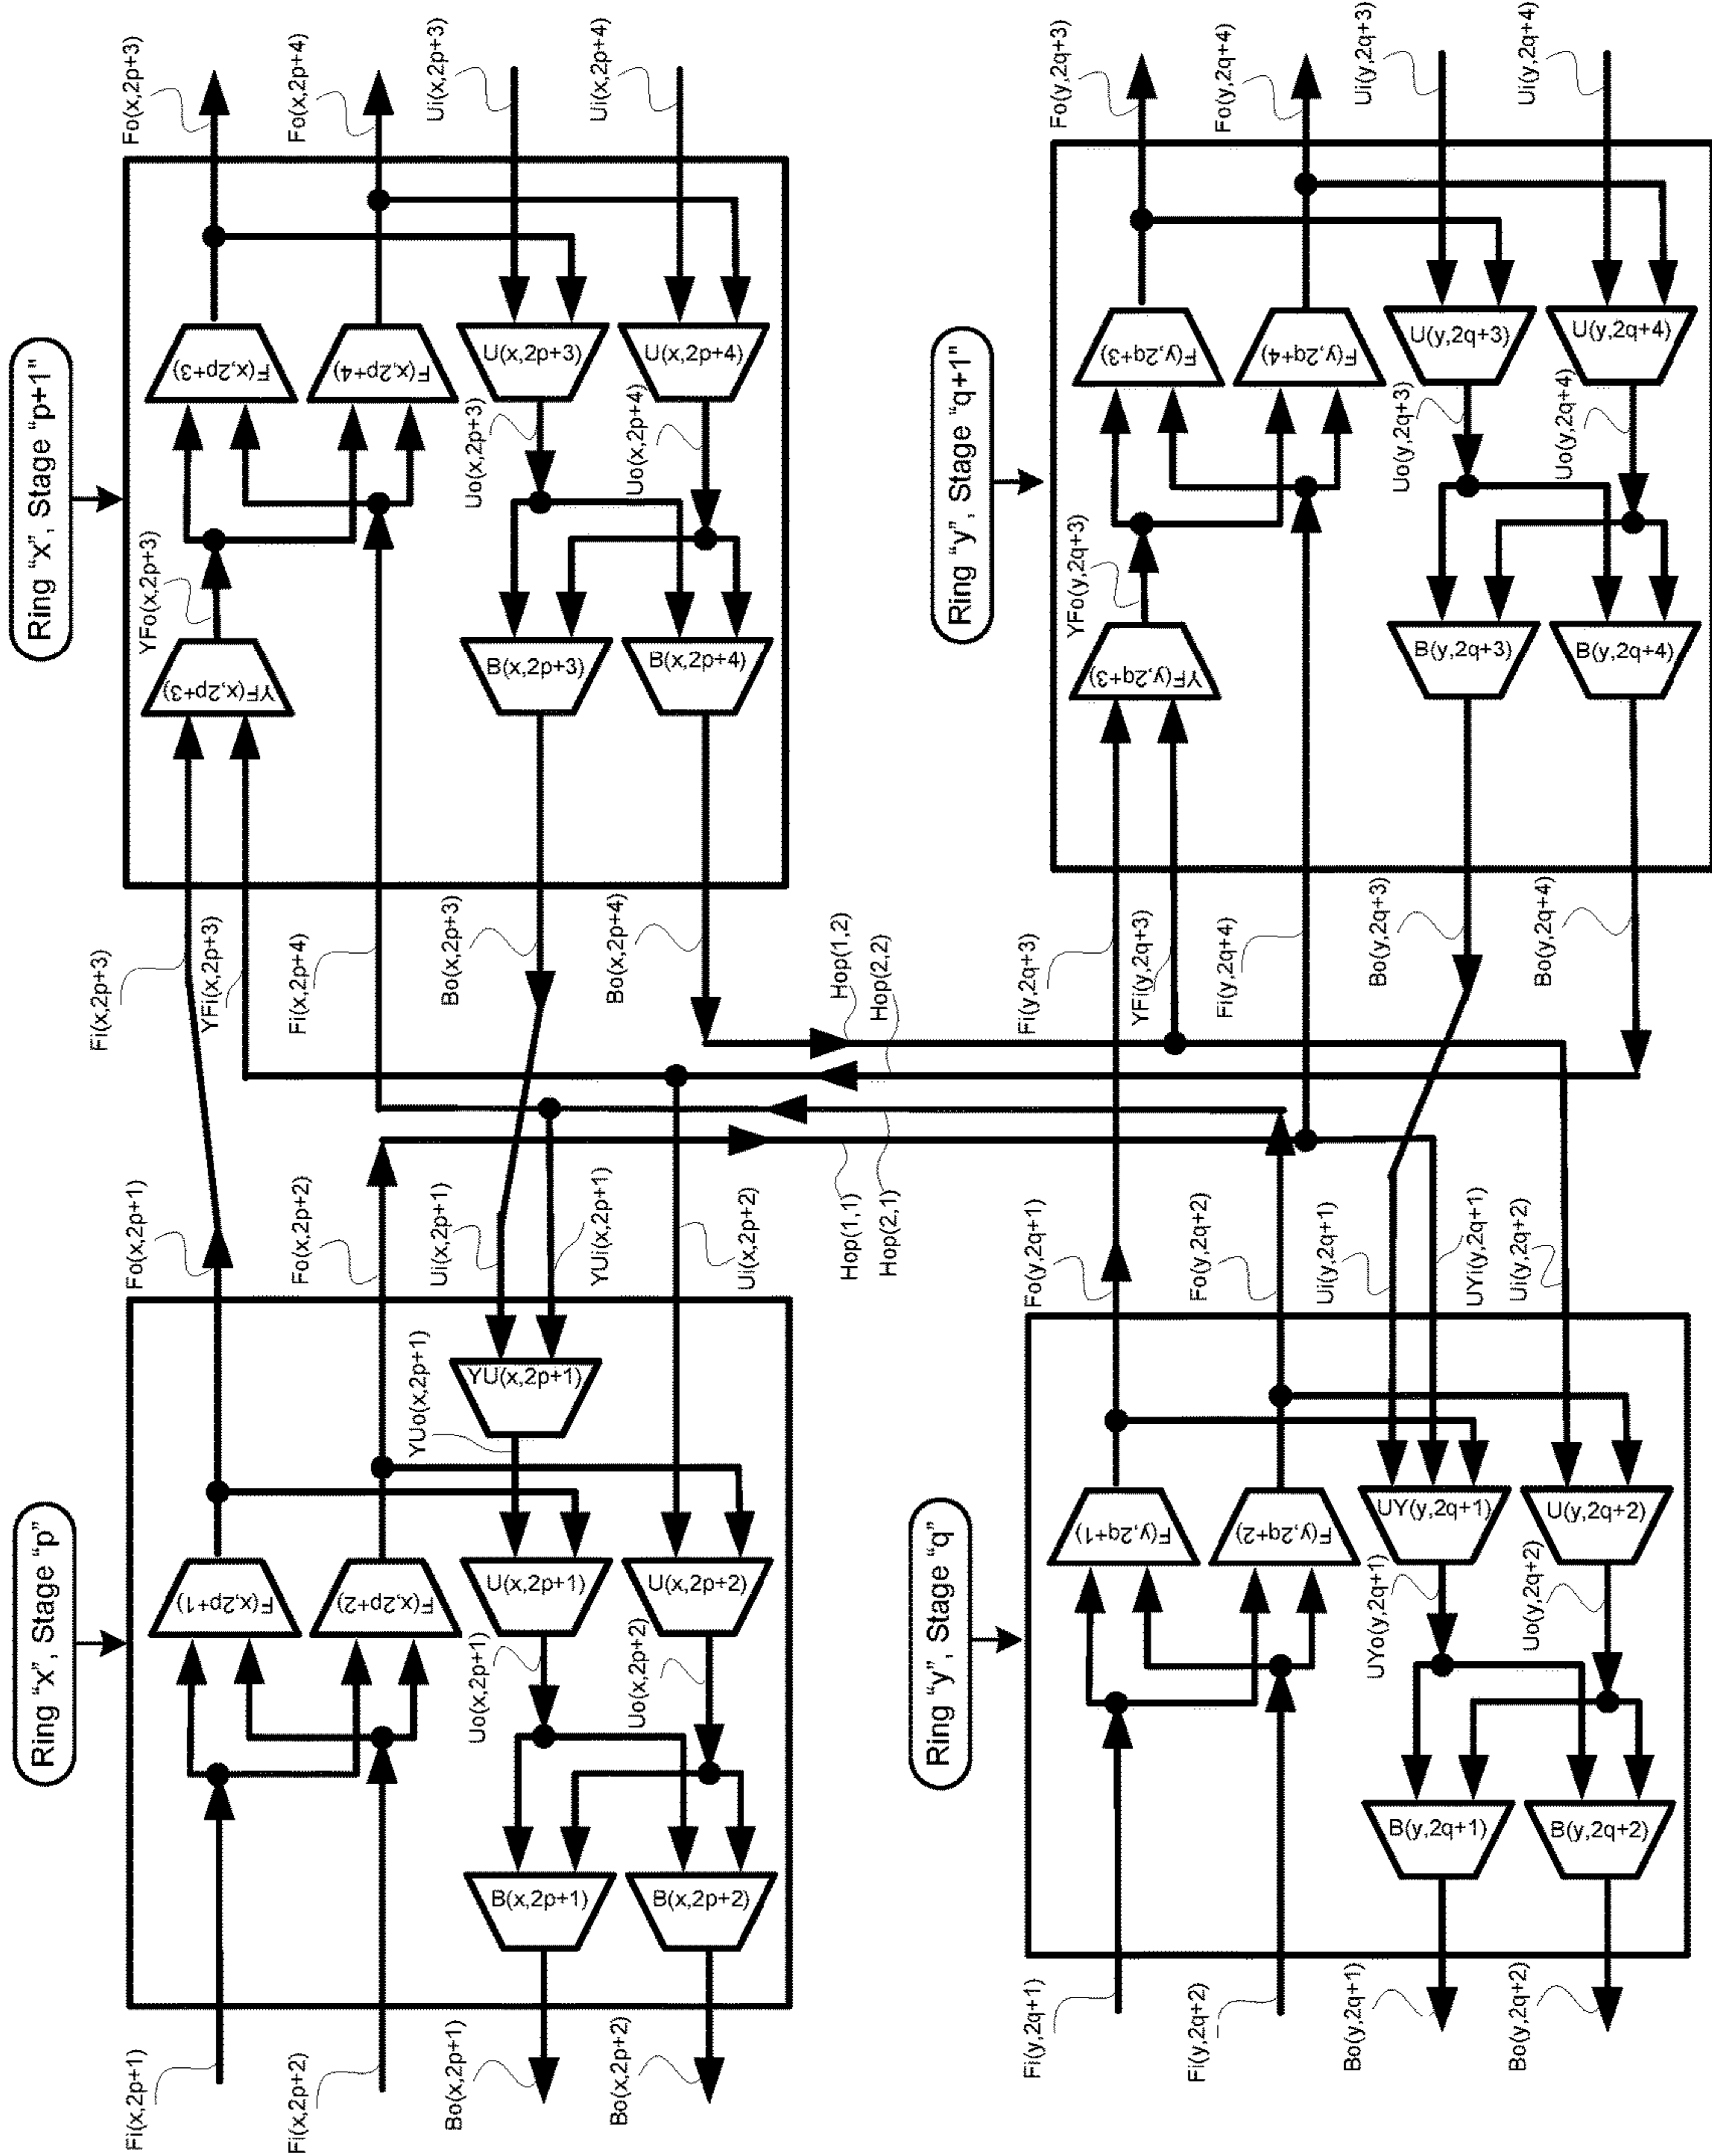 Ring "x", Stage "p"
Fi(x,2p+1)
Fi(x,2p+2)
Bo(x,2p+1)
Bo(x,2p+2)
F(x,2p+1)
F(x,2p+2)
U(x,2p+1)
U(x,2p+2)
Uo(x,2p+1)
Uo(x,2p+2)
B(x,2p+1)
B(x,2p+2)
YU(x,2p+1)
YUo(x,2p+1)
Fo(x,2p+1)
Fo(x,2p+2)
Ui(x,2p+1)
YUi(x,2p+1)
Ui(x,2p+2)
Ring "x", Stage "p+1"
Fi(x,2p+3)
YFi(x,2p+3)
Fi(x,2p+4)
Bo(x,2p+3)
Bo(x,2p+4)
YF(x,2p+3)
YFo(x,2p+3)
F(x,2p+3)
F(x,2p+4)
U(x,2p+3)
U(x,2p+4)
Uo(x,2p+3)
Uo(x,2p+4)
B(x,2p+3)
B(x,2p+4)
Fo(x,2p+3)
Fo(x,2p+4)
Ui(x,2p+3)
Ui(x,2p+4)
Hop(1,1)
Hop(2,1)
Hop(1,2)
Hop(2,2)
Ring "y", Stage "q"
Fi(y,2q+1)
Fi(y,2q+2)
Bo(y,2q+1)
Bo(y,2q+2)
F(y,2q+1)
F(y,2q+2)
UY(y,2q+1)
U(y,2q+2)
UYo(y,2q+1)
Uo(y,2q+2)
B(y,2q+1)
B(y,2q+2)
Fo(y,2q+1)
Fo(y,2q+2)
Ui(y,2q+1)
UYi(y,2q+1)
Ui(y,2q+2)
Ring "y", Stage "q+1"
Fi(y,2q+3)
YFi(y,2q+3)
Fi(y,2q+4)
Bo(y,2q+3)
Bo(y,2q+4)
YF(y,2q+3)
YFo(y,2q+3)
F(y,2q+3)
F(y,2q+4)
U(y,2q+3)
U(y,2q+4)
Uo(y,2q+3)
Uo(y,2q+4)
B(y,2q+3)
B(y,2q+4)
Fo(y,2q+3)
Fo(y,2q+4)
Ui(y,2q+3)
Ui(y,2q+4)